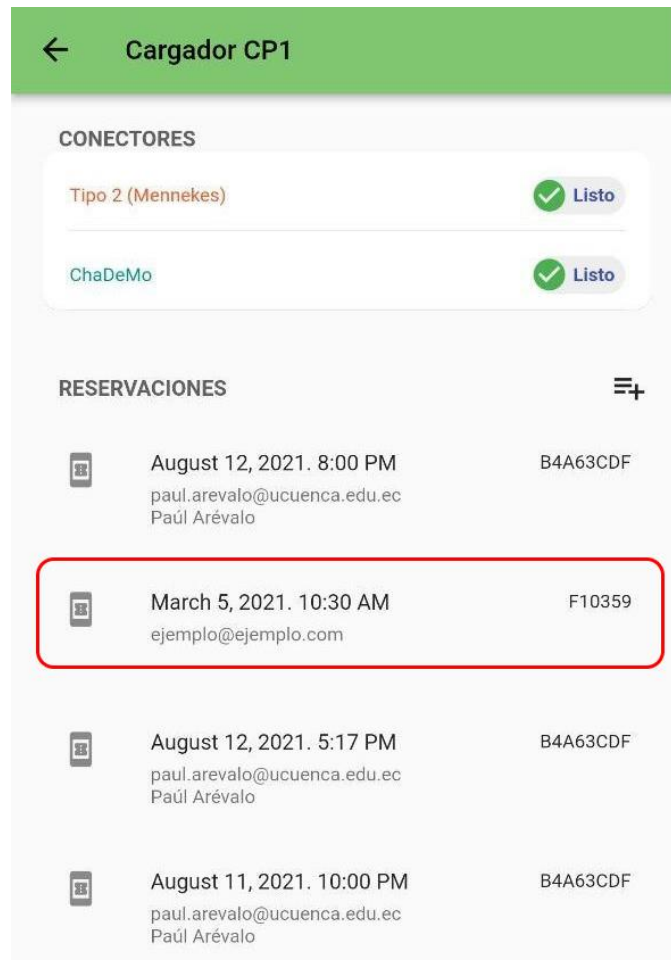 Cargador CP1
CONECTORES
Tipo 2 (Mennekes) Listo
ChaDeMo Listo
RESERVACIONES
August 12, 2021. 8:00 PM B4A63CDF
paul.arevalo@ucuenca.edu.ec
Paúl Arévalo
March 5, 2021. 10:30 AM F10359
ejemplo@ejemplo.com
August 12, 2021. 5:17 PM B4A63CDF
paul.arevalo@ucuenca.edu.ec
Paúl Arévalo
August 11, 2021. 10:00 PM B4A63CDF
paul.arevalo@ucuenca.edu.ec
Paúl Arévalo